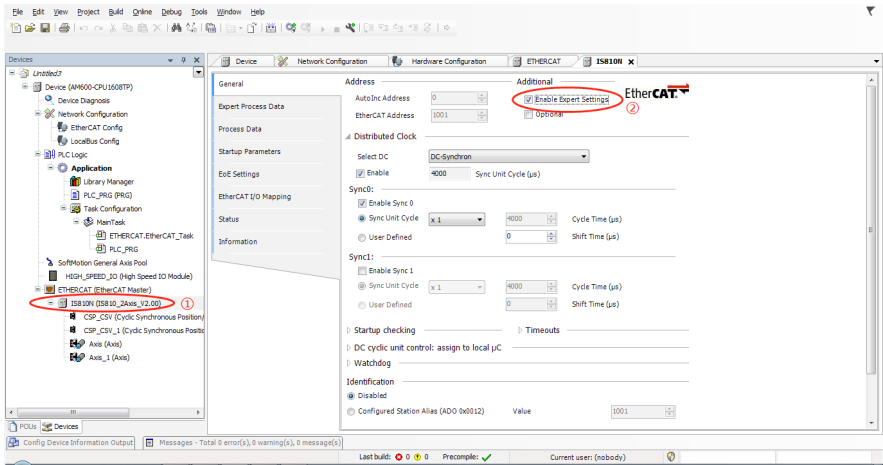 File Edit View Project Build Online Debug Tools Window Help
Devices
Untitled3
Device (AM600-CPU1608TP)
Device Diagnosis
Network Configuration
EtherCAT Config
LocalBus Config
PLC Logic
Application
Library Manager
PLC_PRG (PRG)
Task Configuration
MainTask
ETHERCAT.EtherCAT_Task
PLC_PRG
SoftMotion General Axis Pool
HIGH_SPEED_IO (High Speed IO Module)
ETHERCAT (EtherCAT Master)
IS810N (IS810_2Axis_V2.00) ①
CSP_CSV (Cyclic Synchronous Position/
CSP_CSV_1 (Cyclic Synchronous Positic
Axis (Axis)
Axis_1 (Axis)
POUs Devices
Device Network Configuration Hardware Configuration ETHERCAT IS810N
General
Expert Process Data
Process Data
Startup Parameters
EoE Settings
EtherCAT I/O Mapping
Status
Information
Address Additional
AutoInc Address 0 Enable Expert Settings EtherCAT.
②
EtherCAT Address 1001 Optional
Distributed Clock
Select DC DC-Synchron
Enable 4000 Sync Unit Cycle (µs)
Sync0:
Enable Sync 0
Sync Unit Cycle x 1 4000 Cycle Time (µs)
User Defined 0 Shift Time (µs)
Sync1:
Enable Sync 1
Sync Unit Cycle x 1 4000 Cycle Time (µs)
User Defined 0 Shift Time (µs)
Startup checking Timeouts
DC cyclic unit control: assign to local µC
Watchdog
Identification
Disabled
Configured Station Alias (ADO 0x0012) Value 1001
Config Device Information Output Messages - Total 0 error(s), 0 warning(s), 0 message(s)
Last build: 0 0 Precompile: Current user: (nobody)